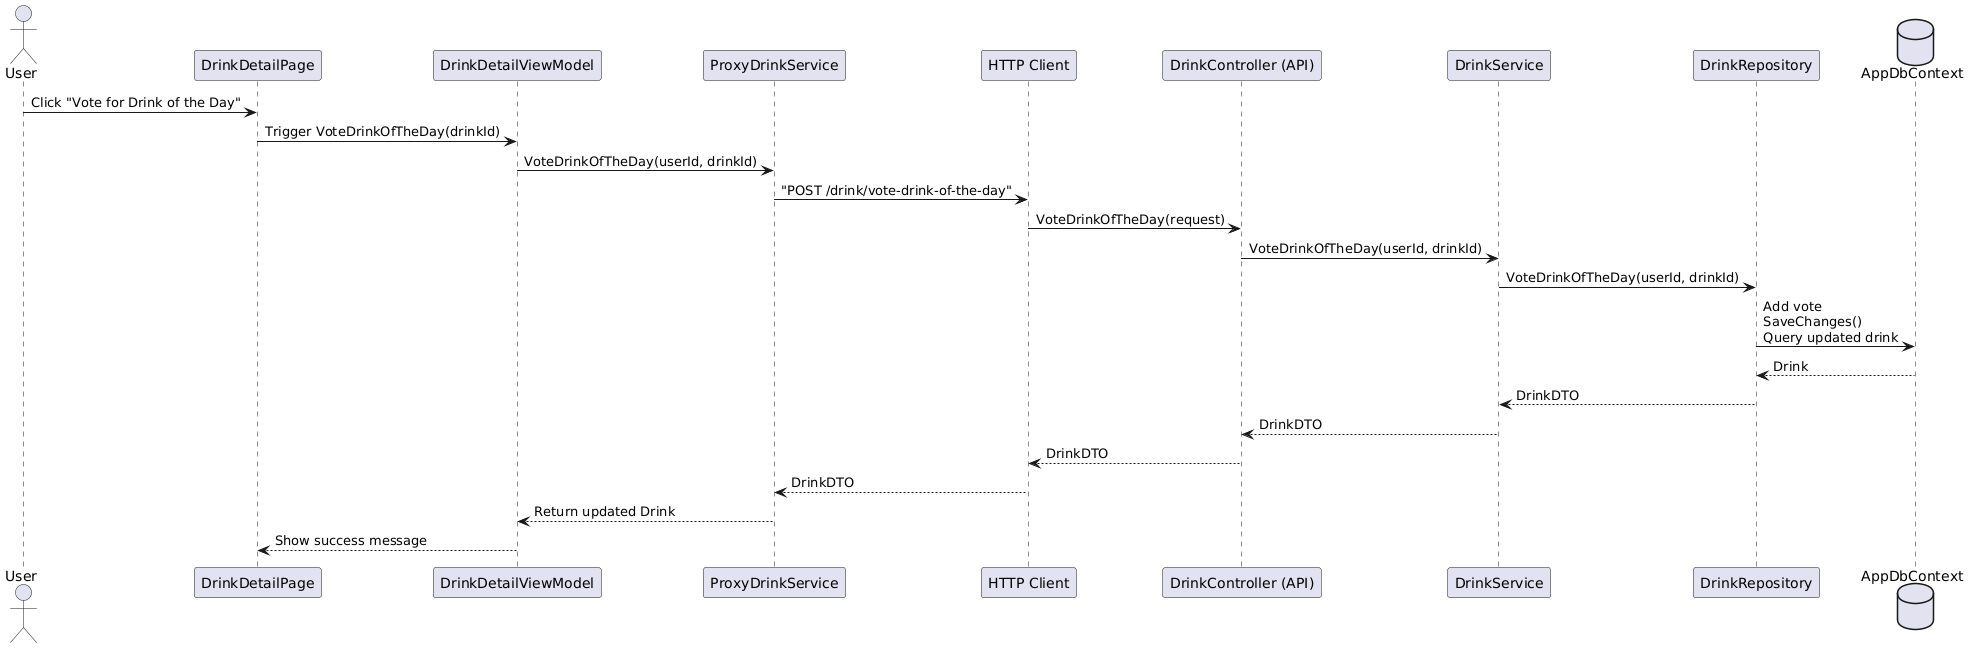 User
DrinkDetailPage
DrinkDetailViewModel
ProxyDrinkService
HTTP Client
DrinkController (API)
DrinkService
DrinkRepository
AppDbContext
Click "Vote for Drink of the Day"
Trigger VoteDrinkOfTheDay(drinkId)
VoteDrinkOfTheDay(userId, drinkId)
"POST /drink/vote-drink-of-the-day"
VoteDrinkOfTheDay(request)
VoteDrinkOfTheDay(userId, drinkId)
VoteDrinkOfTheDay(userId, drinkId)
Add vote
SaveChanges()
Query updated drink
Drink
DrinkDTO
DrinkDTO
DrinkDTO
DrinkDTO
Return updated Drink
Show success message
User
DrinkDetailPage
DrinkDetailViewModel
ProxyDrinkService
HTTP Client
DrinkController (API)
DrinkService
DrinkRepository
AppDbContext